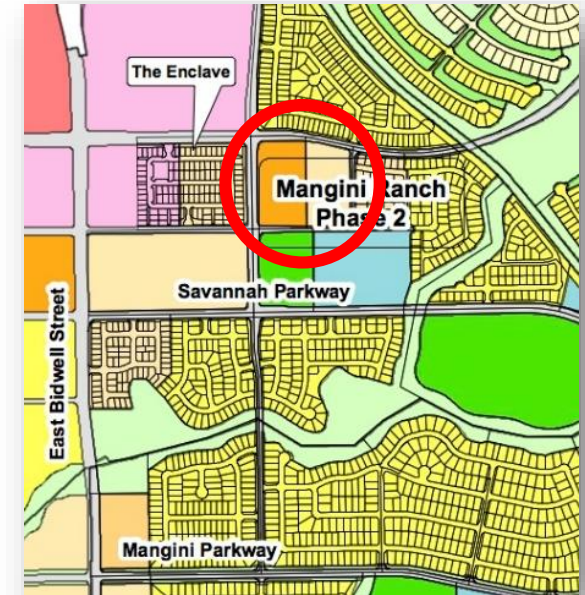 The Enclave
Mangini Ranch
Phase 2
Savannah Parkway
East Bidwell Street
Mangini Parkway